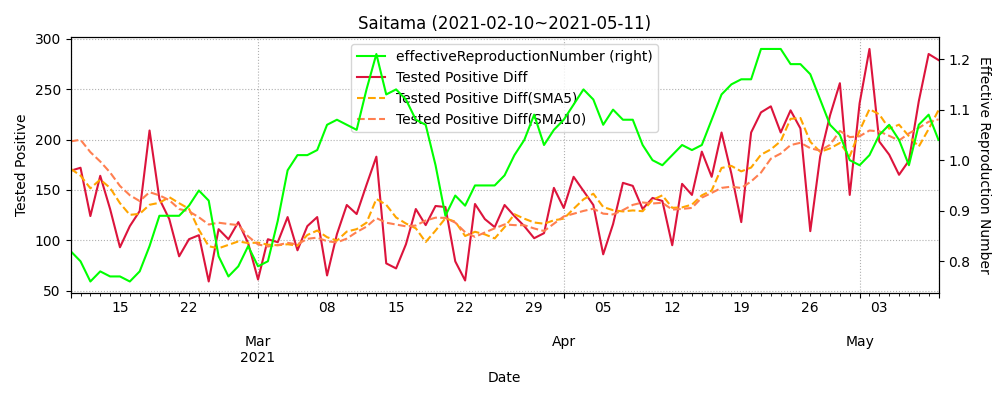 Saitama (2021-02-10~2021-05-11)
effectiveReproductionNumber (right)
Tested Positive Diff
Tested Positive Diff(SMA5)
Tested Positive Diff(SMA10)
300
250
200
150
100
50
Tested Positive
1.2
1.1
1.0
0.9
0.8
Effective Reproduction Number
15 22 08 15 22 29 05 12 19 26 03
Mar Apr May
2021
Date